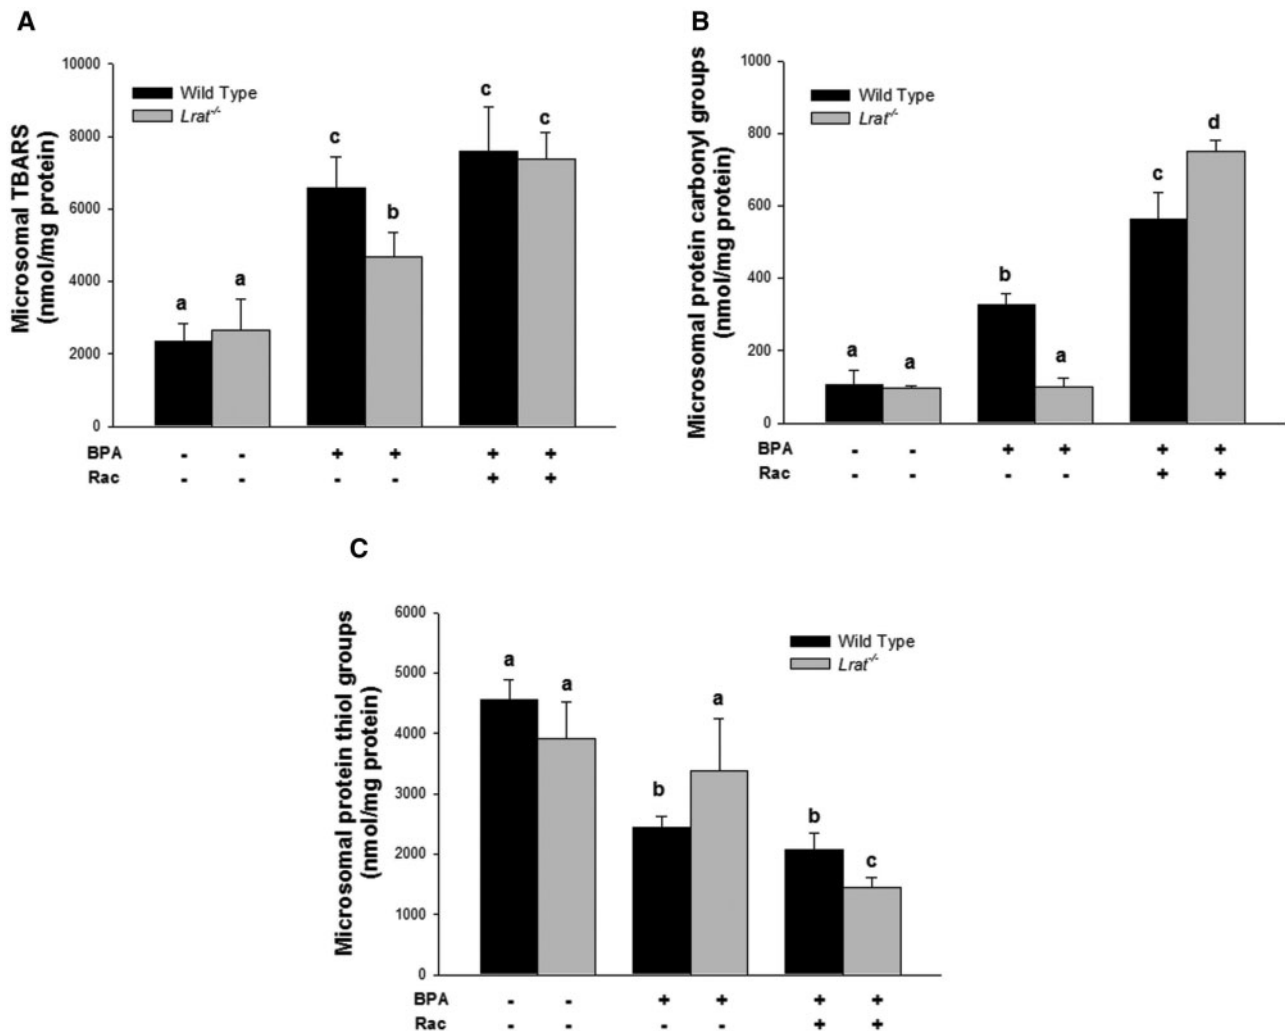 A
Microsomal TBARS
(nmol/mg protein)
10000
8000
6000
4000
2000
0
Wild Type
Lrat-/-
a
a
c
b
c
c
BPA - - + + + +
Rac - - - - + +
B
Microsomal protein carbonyl groups
(nmol/mg protein)
1000
800
600
400
200
0
Wild Type
Lrat-/-
a
a
b
a
c
d
BPA - - + + + +
Rac - - - - + +
C
Microsomal protein thiol groups
(nmol/mg protein)
6000
5000
4000
3000
2000
1000
0
Wild Type
Lrat-/-
a
a
b
a
b
c
BPA - - + + + +
Rac - - - - + +